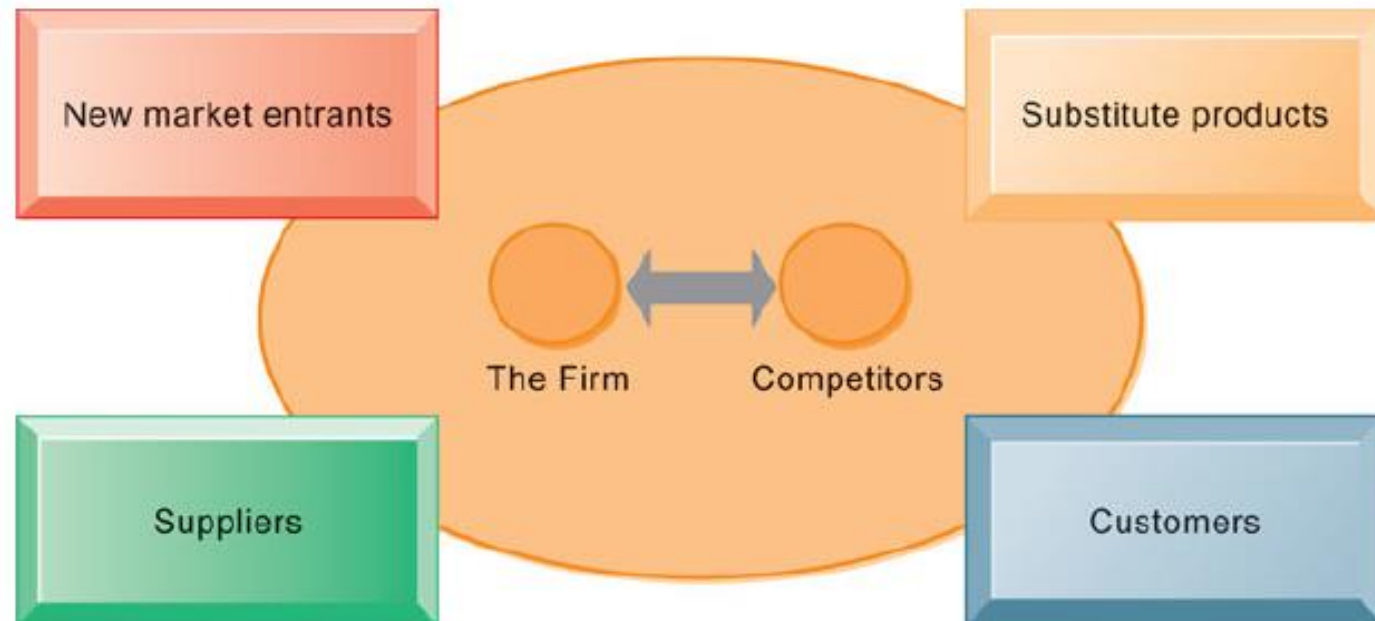 New market entrants
Substitute products
The Firm
Competitors
Suppliers
Customers